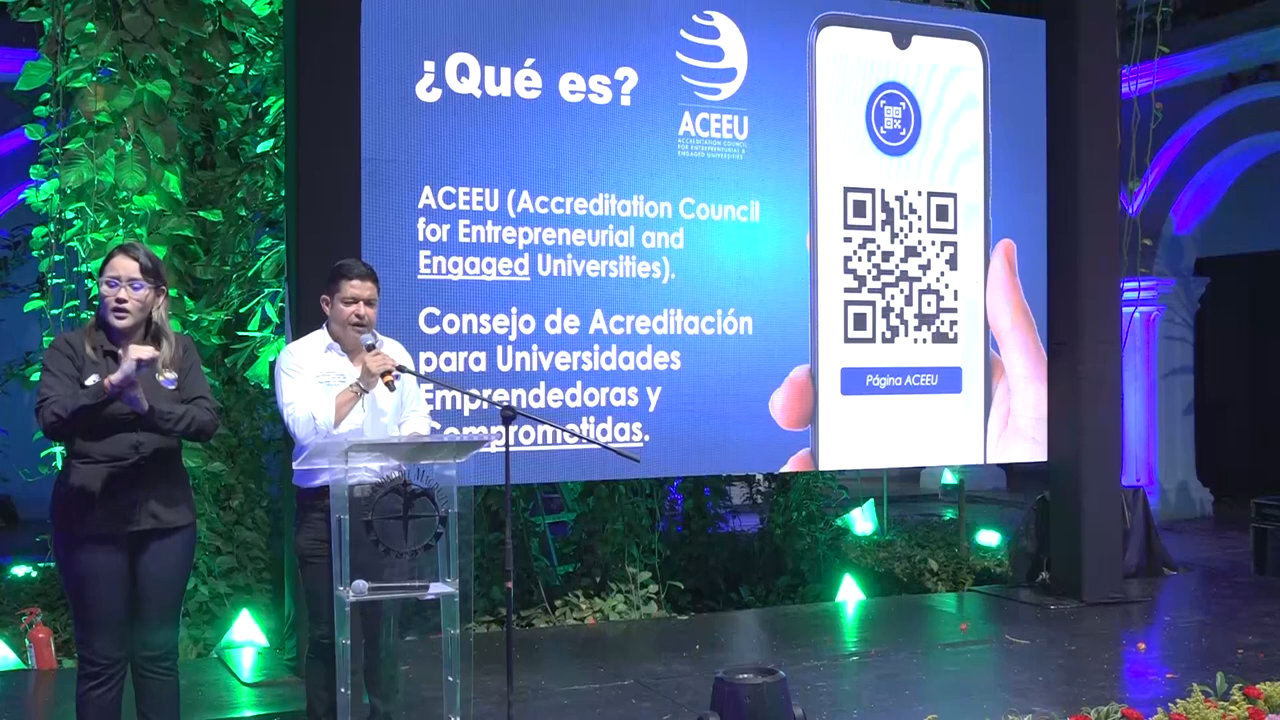 ¿Qué es?
ACEEU
ACCREDITATION COUNCIL
FOR ENTREPRENEURIAL &
ENGAGED UNIVERSITIES
ACEEU (Accreditation Council
for Entrepreneurial and
Engaged Universities).
Consejo de Acreditación
para Universidades
Emprendedoras y
Comprometidas.
Página ACEEU